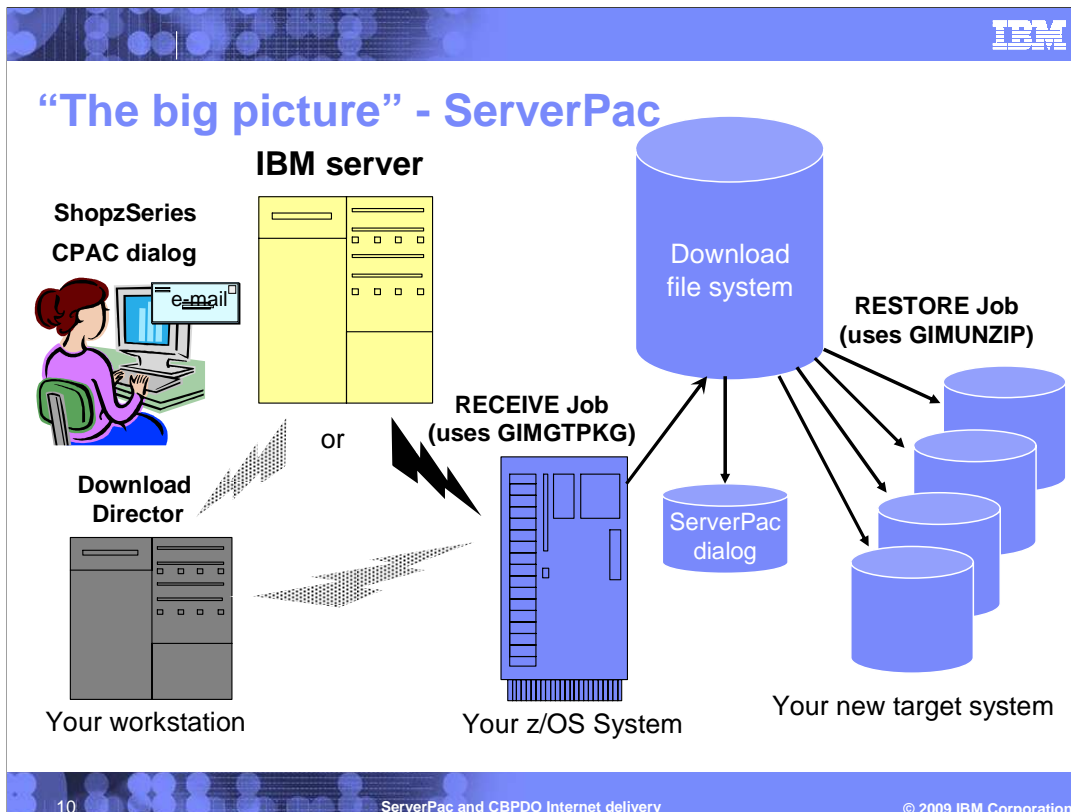 IBM
“The big picture” - ServerPac
IBM server
ShopzSeries
CPAC dialog
e-mail
Download
file system
RESTORE Job
(uses GIMUNZIP)
RECEIVE Job
(uses GIMGTPKG)
or
Download
Director
ServerPac
dialog
Your workstation
Your z/OS System
Your new target system
10
ServerPac and CBPDO Internet delivery
© 2009 IBM Corporation